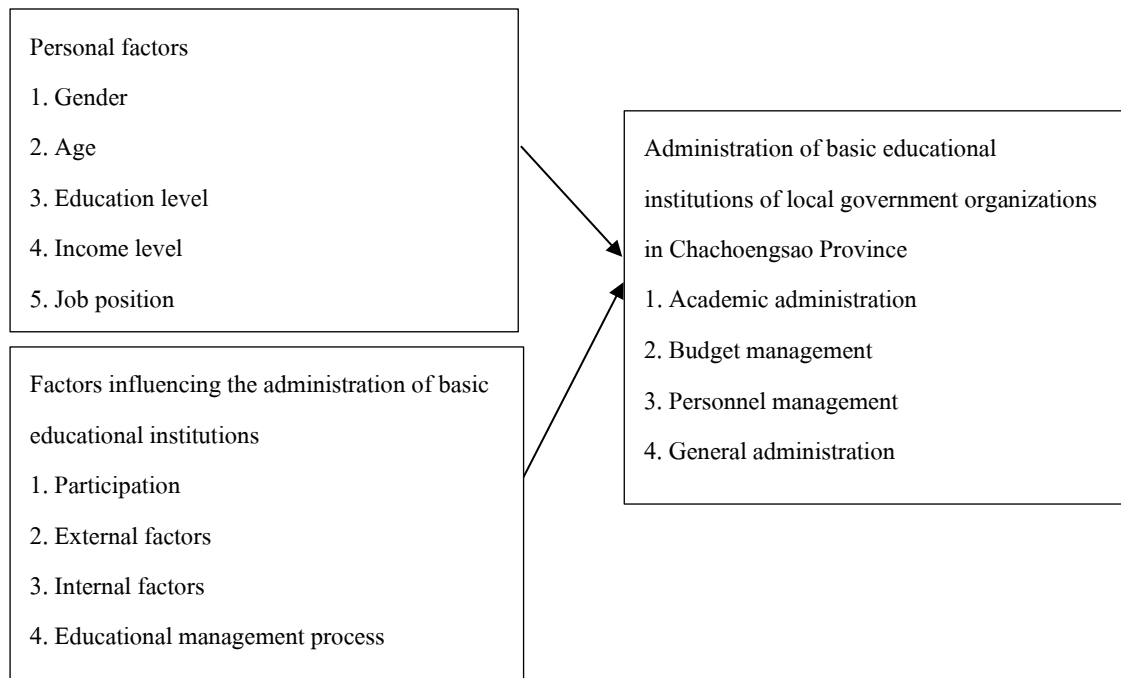 Personal factors
1. Gender
2. Age
3. Education level
4. Income level
5. Job position
Factors influencing the administration of basic
educational institutions
1. Participation
2. External factors
3. Internal factors
4. Educational management process
Administration of basic educational
institutions of local government organizations
in Chachoengsao Province
1. Academic administration
2. Budget management
3. Personnel management
4. General administration